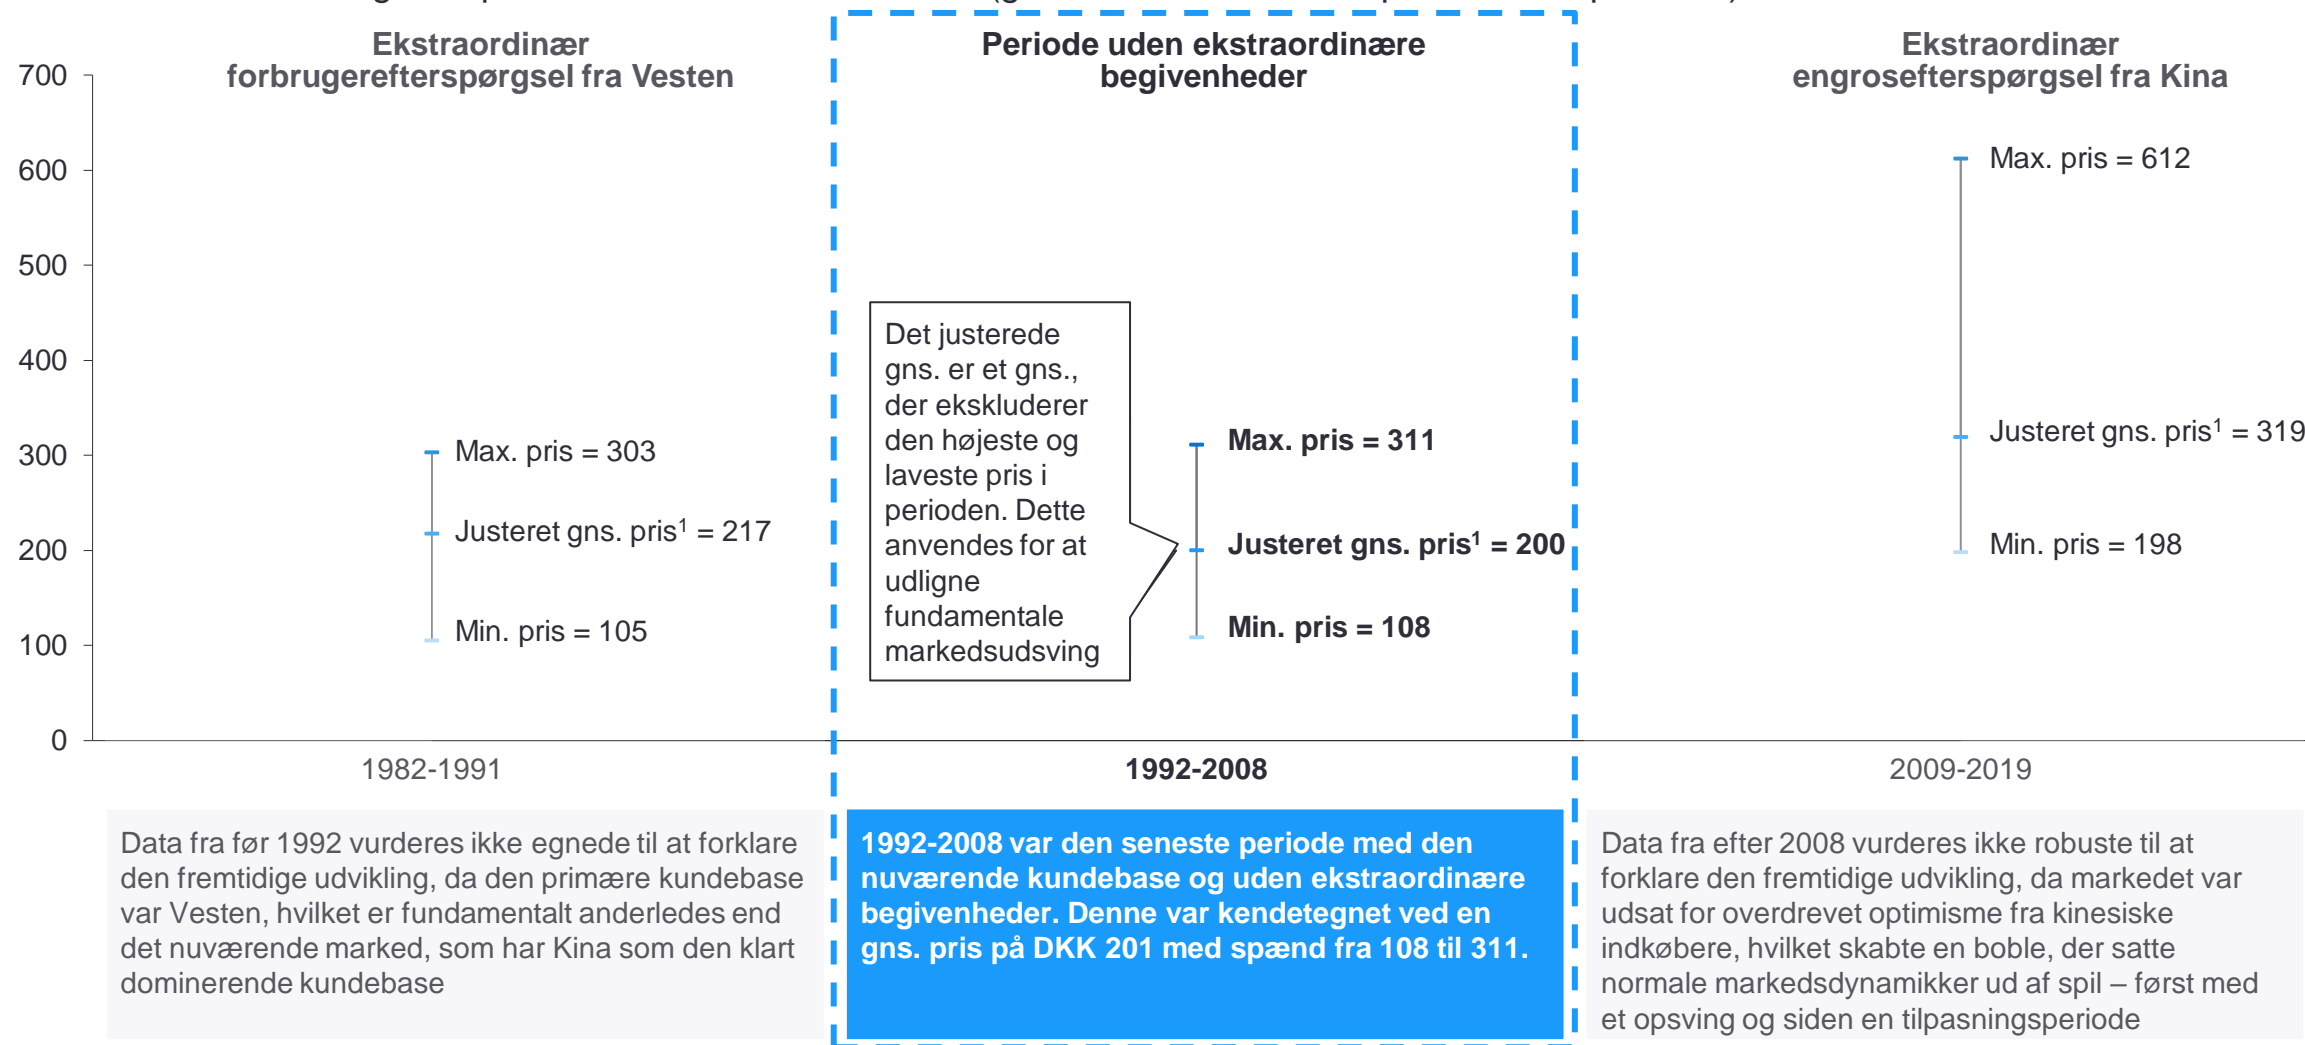 Ekstraordinær
forbrugerefterspørgsel fra Vesten
Periode uden ekstraordinære
begivenheder
Ekstraordinær
engrosefterspørgsel fra Kina
700
600
500
400
300
200
100
0
Max. pris = 303
Justeret gns. pris¹ = 217
Min. pris = 105
Det justerede
gns. er et gns.,
der ekskluderer
den højeste og
laveste pris i
perioden. Dette
anvendes for at
udligne
fundamentale
markedsudsving
Max. pris = 311
Justeret gns. pris¹ = 200
Min. pris = 108
Max. pris = 612
Justeret gns. pris¹ = 319
Min. pris = 198
1982-1991
1992-2008
2009-2019
Data fra før 1992 vurderes ikke egnede til at forklare
den fremtidige udvikling, da den primære kundebase
var Vesten, hvilket er fundamentalt anderledes end
det nuværende marked, som har Kina som den klart
dominerende kundebase
1992-2008 var den seneste periode med den
nuværende kundebase og uden ekstraordinære
begivenheder. Denne var kendetegnet ved en
gns. pris på DKK 201 med spænd fra 108 til 311.
Data fra efter 2008 vurderes ikke robuste til at
forklare den fremtidige udvikling, da markedet var
udsat for overdrevet optimisme fra kinesiske
indkøbere, hvilket skabte en boble, der satte
normale markedsdynamikker ud af spil – først med
et opsving og siden en tilpasningsperiode